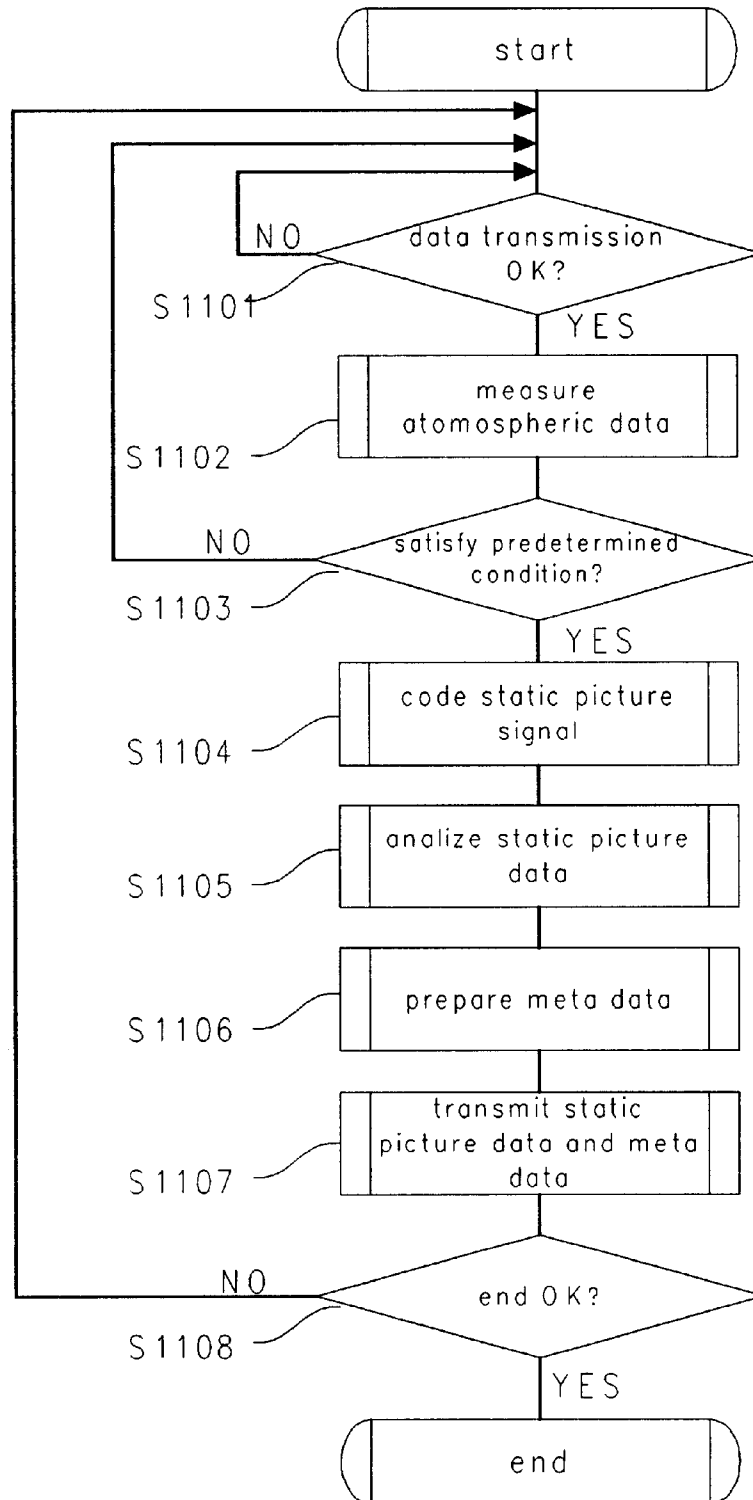 start
NO
data transmission
OK?
S1101
YES
measure
atomospheric data
S1102
NO
satisfy predetermined
condition?
S1103
YES
code static picture
signal
S1104
analize static picture
data
S1105
prepare meta data
S1106
transmit static
picture data and meta
data
S1107
NO
end OK?
S1108
YES
end